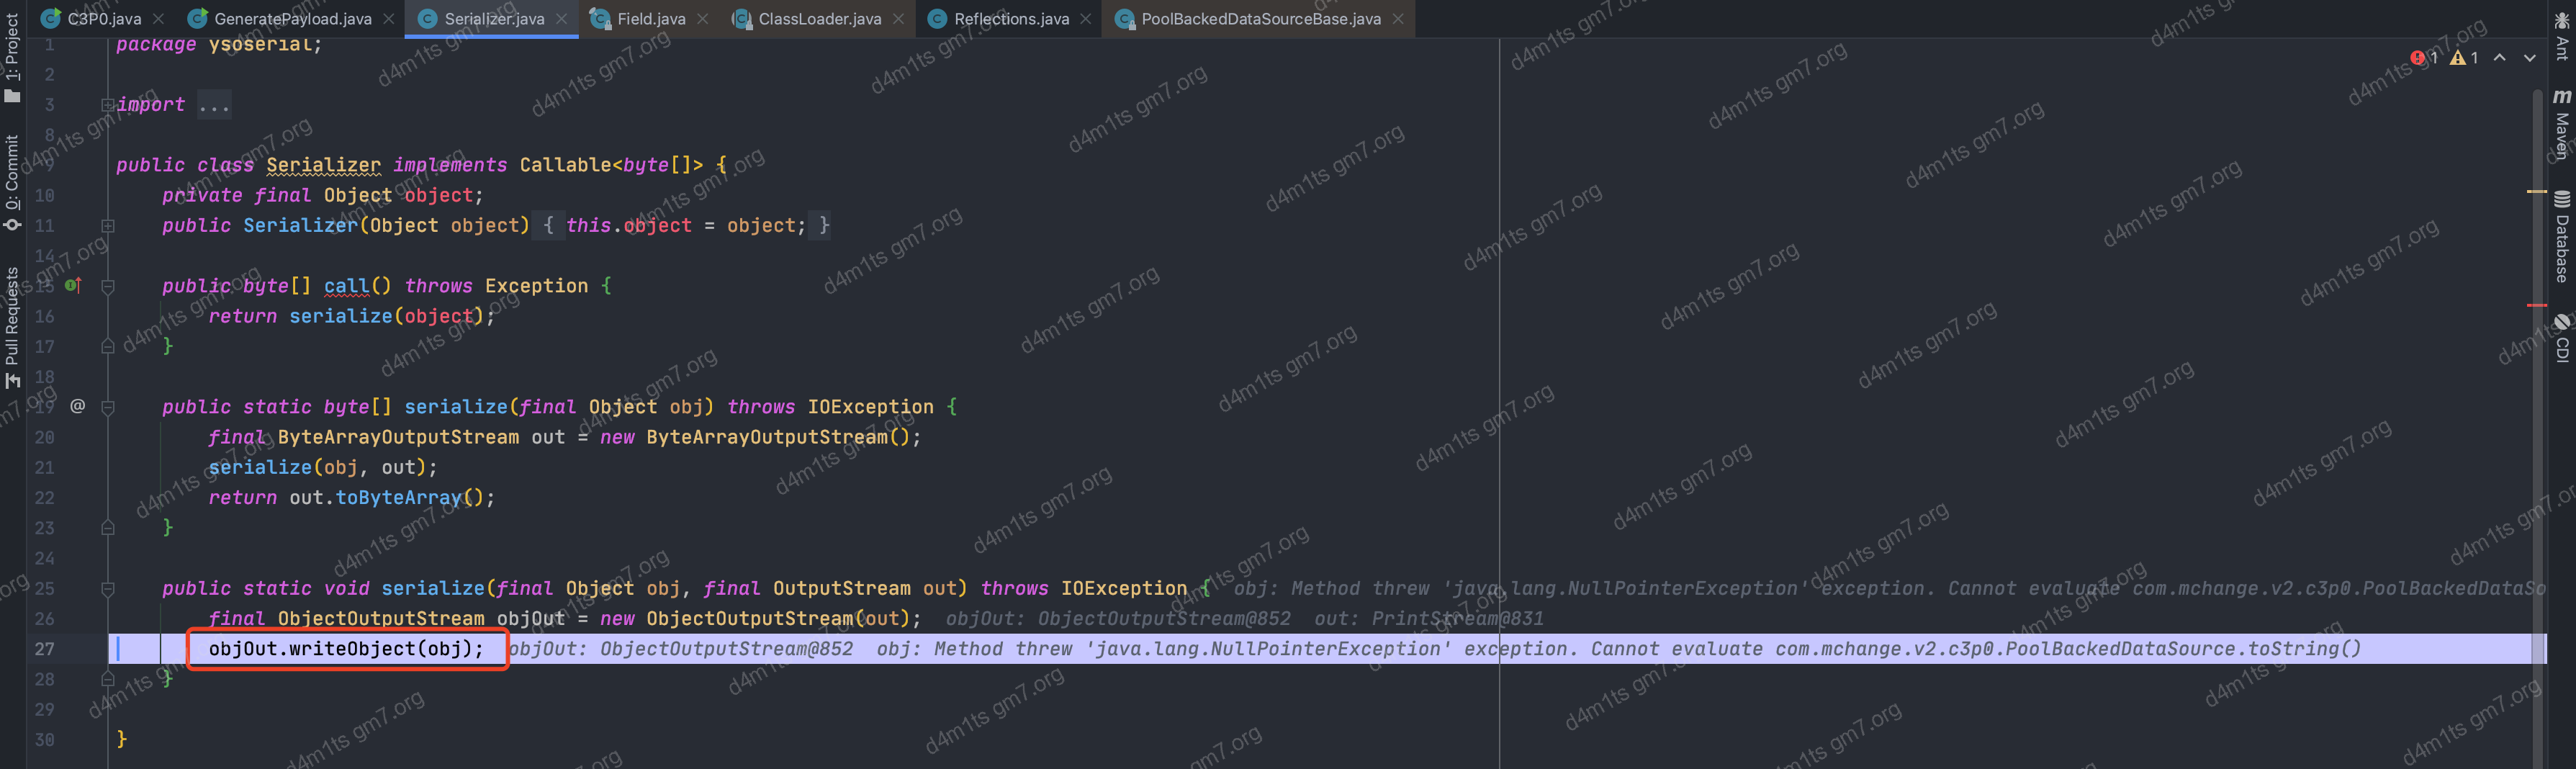 C3P0.java GeneratePayload.java Serializer.java Field.java ClassLoader.java Reflections.java PoolBackedDataSourceBase.java
1: Project
0: Commit
Pull Requests
1 package ysoserial;
2
3 import ...
8
9 public class Serializer implements Callable<byte[]> {
10 private final Object object;
11 public Serializer(Object object) { this.object = object; }
14
15 public byte[] call() throws Exception {
16 return serialize(object);
17 }
18
19 @ public static byte[] serialize(final Object obj) throws IOException {
20 final ByteArrayOutputStream out = new ByteArrayOutputStream();
21 serialize(obj, out);
22 return out.toByteArray();
23 }
24
25 public static void serialize(final Object obj, final OutputStream out) throws IOException { obj: Method threw 'java.lang.NullPointerException' exception. Cannot evaluate com.mchange.v2.c3p0.PoolBackedDataSo
26 final ObjectOutputStream objOut = new ObjectOutputStream(out); objOut: ObjectOutputStream@852 out: PrintStream@831
27 objOut.writeObject(obj); objOut: ObjectOutputStream@852 obj: Method threw 'java.lang.NullPointerException' exception. Cannot evaluate com.mchange.v2.c3p0.PoolBackedDataSource.toString()
28 }
29
30 }
1 1
Ant
m Maven
Database
CDI
d4m1ts gm7.org